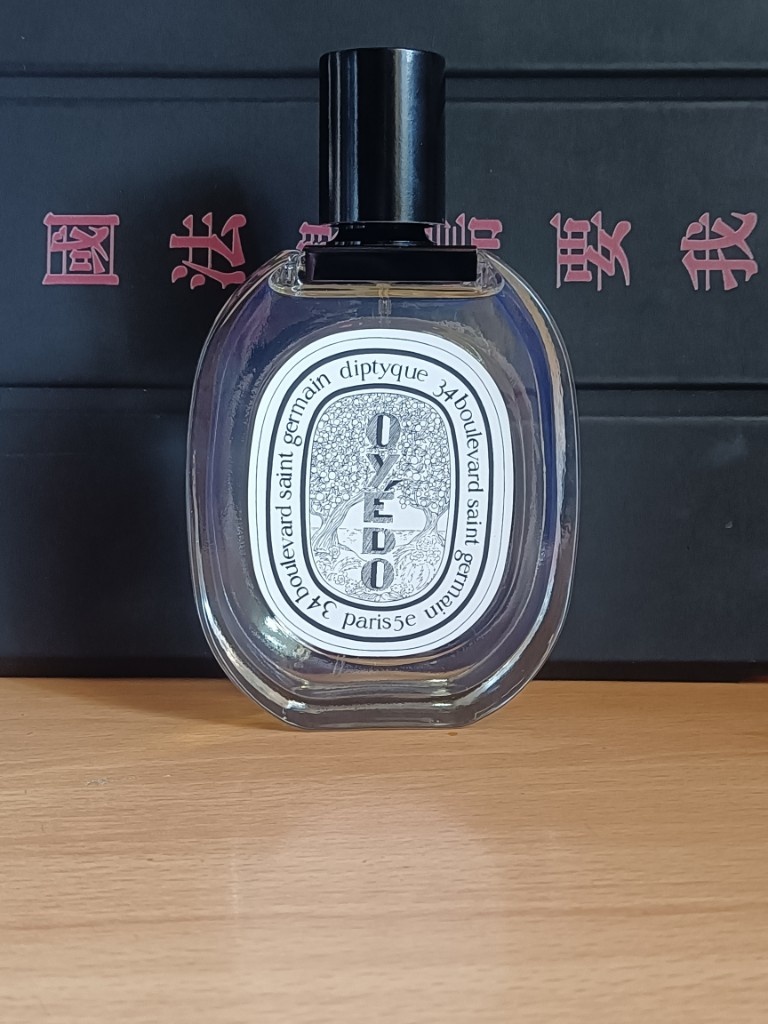 我要
法國
diptyque 34 boulevard saint germain paris5e 34 boulevard saint germain
OYÉDO